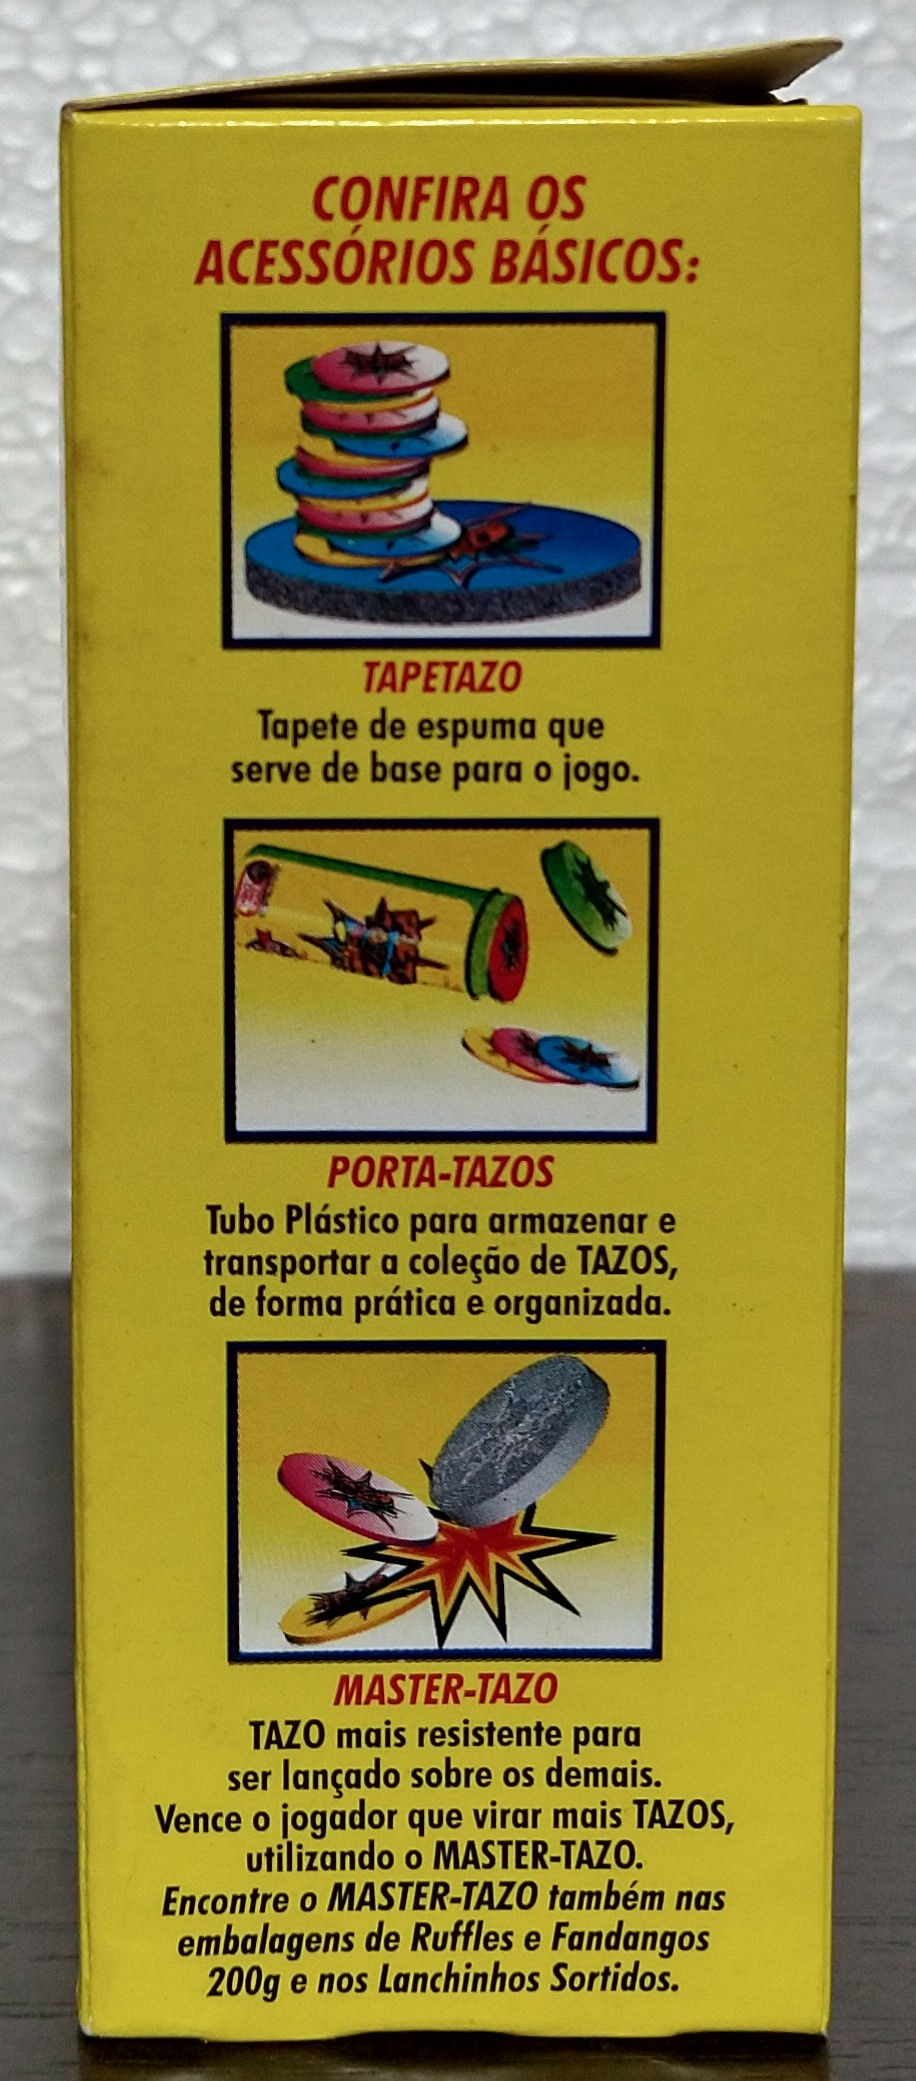 CONFIRA OS
ACESSÓRIOS BÁSICOS:
TAPETAZO
Tapete de espuma que
serve de base para o jogo.
PORTA-TAZOS
Tubo Plástico para armazenar e
transportar a coleção de TAZOS,
de forma prática e organizada.
MASTER-TAZO
TAZO mais resistente para
ser lançado sobre os demais.
Vence o jogador que virar mais TAZOS,
utilizando o MASTER-TAZO.
Encontre o MASTER-TAZO também nas
embalagens de Ruffles e Fandangos
200g e nos Lanchinhos Sortidos.